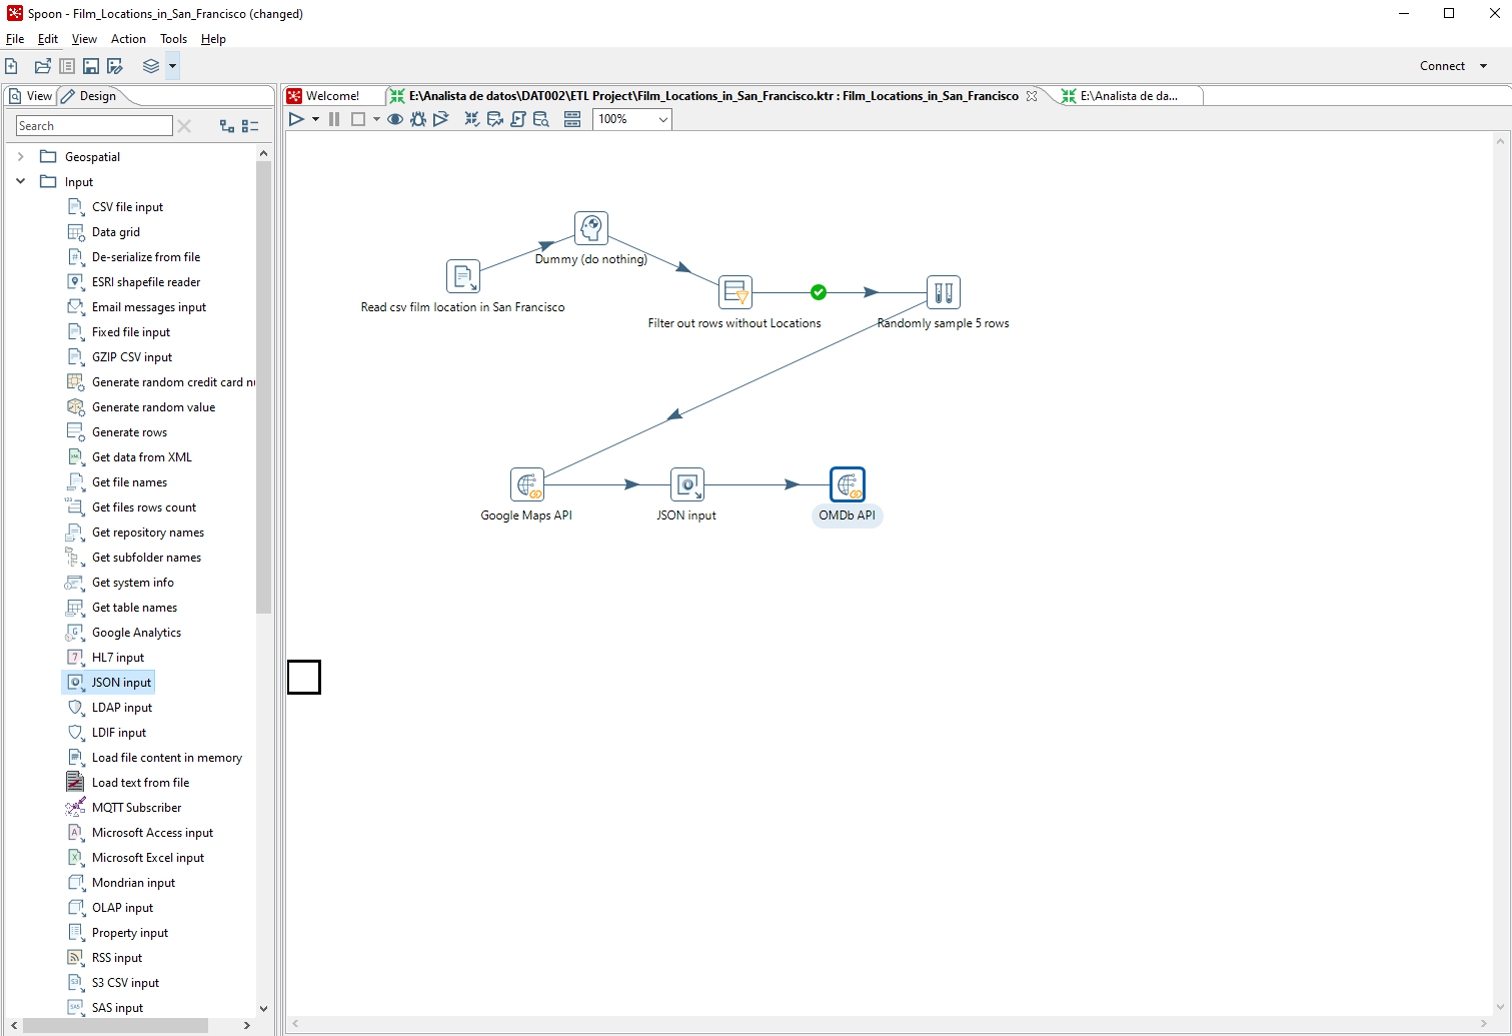 Spoon - Film_Locations_in_San_Francisco (changed)
File Edit View Action Tools Help
Connect
View Design
Welcome! E:\Analista de datos\DAT002\ETL Project\Film_Locations_in_San_Francisco.ktr : Film_Locations_in_San_Francisco E:\Analista de da...
Search
100%
Geospatial
Input
CSV file input
Data grid
De-serialize from file
ESRI shapefile reader
Email messages input
Fixed file input
GZIP CSV input
Generate random credit card nu
Generate random value
Generate rows
Get data from XML
Get file names
Get files rows count
Get repository names
Get subfolder names
Get system info
Get table names
Google Analytics
HL7 input
JSON input
LDAP input
LDIF input
Load file content in memory
Load text from file
MQTT Subscriber
Microsoft Access input
Microsoft Excel input
Mondrian input
OLAP input
Property input
RSS input
S3 CSV input
SAS input
Dummy (do nothing)
Read csv film location in San Francisco
Filter out rows without Locations
Randomly sample 5 rows
Google Maps API
JSON input
OMDb API